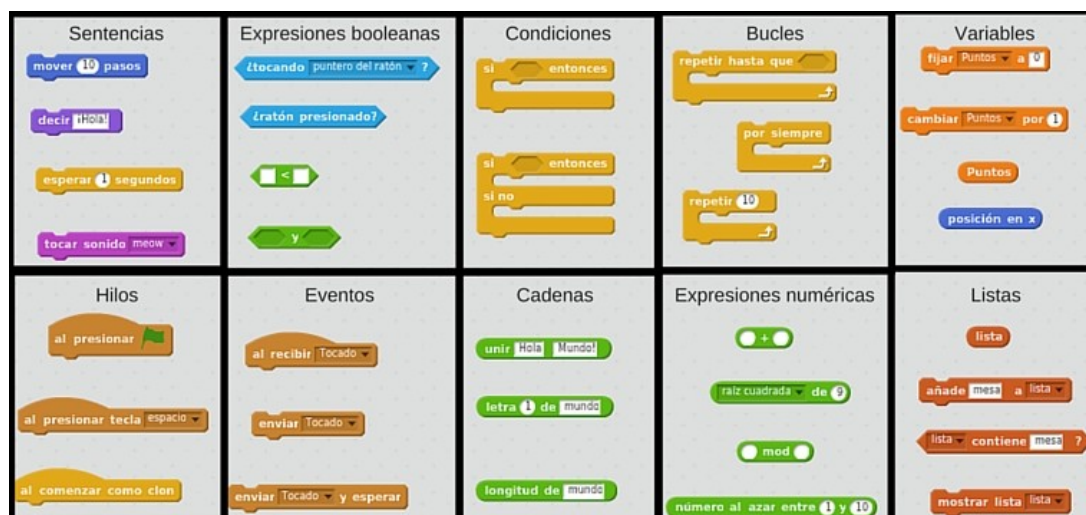 Sentencias
mover 10 pasos
decir ¡Hola!
esperar 1 segundos
tocar sonido meow
Expresiones booleanas
¿tocando puntero del ratón ?
¿ratón presionado?
<
y
Condiciones
si entonces
si entonces
si no
Bucles
repetir hasta que
por siempre
repetir 10
Variables
fijar Puntos a 0
cambiar Puntos por 1
Puntos
posición en x
Hilos
al presionar
al presionar tecla espacio
al comenzar como clon
Eventos
al recibir Tocado
enviar Tocado
enviar Tocado y esperar
Cadenas
unir Hola Mundo!
letra 1 de mundo
longitud de mundo
Expresiones numéricas
+
raíz cuadrada de 9
mod
número al azar entre 1 y 10
Listas
lista
añade mesa a lista
lista contiene mesa ?
mostrar lista lista